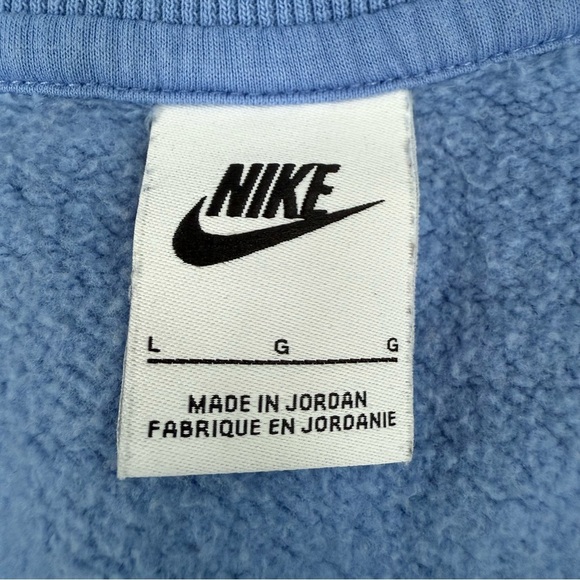 NIKE
L G G
MADE IN JORDAN
FABRIQUE EN JORDANIE